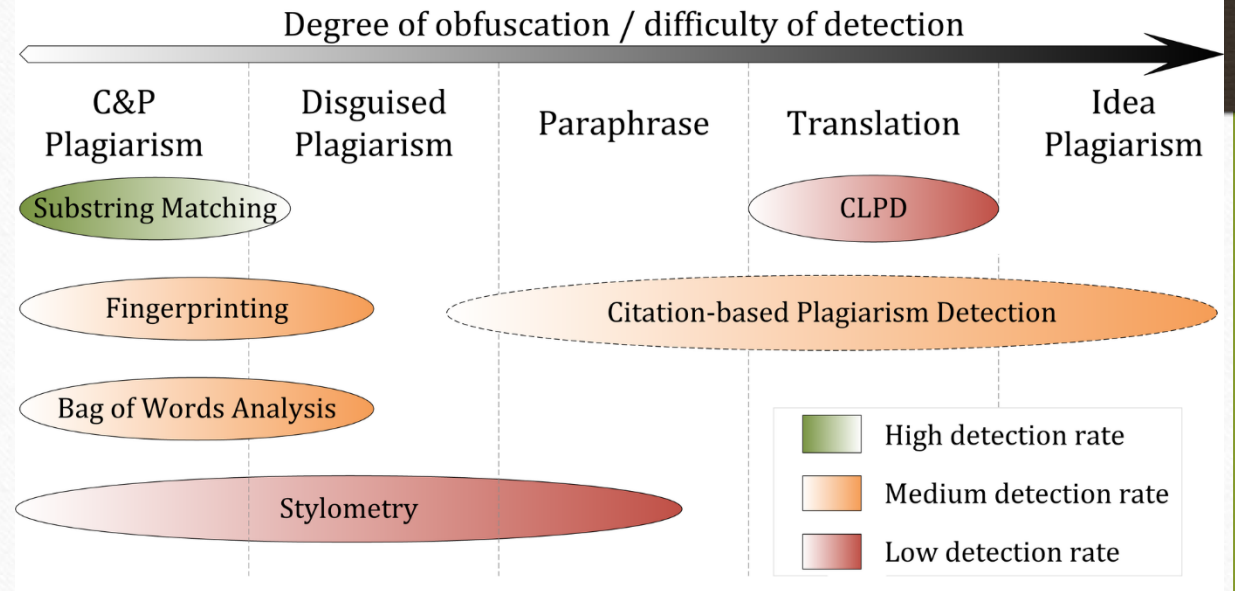 Degree of obfuscation / difficulty of detection
C&P
Plagiarism
Disguised
Plagiarism
Paraphrase
Translation
Idea
Plagiarism
Substring Matching
CLPD
Fingerprinting
Citation-based Plagiarism Detection
Bag of Words Analysis
Stylometry
High detection rate
Medium detection rate
Low detection rate